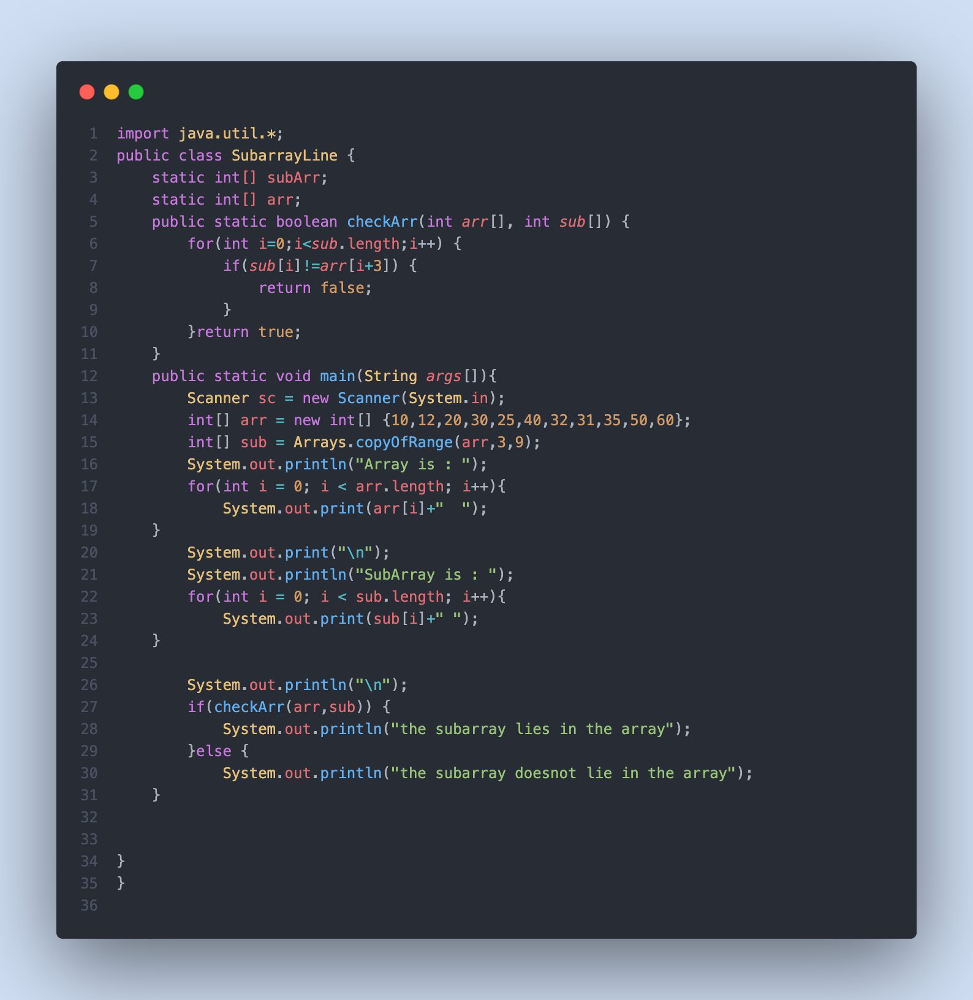 1 import java.util.*;
2 public class SubarrayLine {
3     static int[] subArr;
4     static int[] arr;
5     public static boolean checkArr(int arr[], int sub[]) {
6         for(int i=0;i<sub.length;i++) {
7             if(sub[i]!=arr[i+3]) {
8                 return false;
9             }
10         }return true;
11     }
12     public static void main(String args[]){
13         Scanner sc = new Scanner(System.in);
14         int[] arr = new int[] {10,12,20,30,25,40,32,31,35,50,60};
15         int[] sub = Arrays.copyOfRange(arr,3,9);
16         System.out.println("Array is : ");
17         for(int i = 0; i < arr.length; i++){
18             System.out.print(arr[i]+"  ");
19     }
20         System.out.print("\n");
21         System.out.println("SubArray is : ");
22         for(int i = 0; i < sub.length; i++){
23             System.out.print(sub[i]+" ");
24     }
25
26         System.out.println("\n");
27         if(checkArr(arr,sub)) {
28             System.out.println("the subarray lies in the array");
29         }else {
30             System.out.println("the subarray doesnot lie in the array");
31     }
32
33
34 }
35 }
36